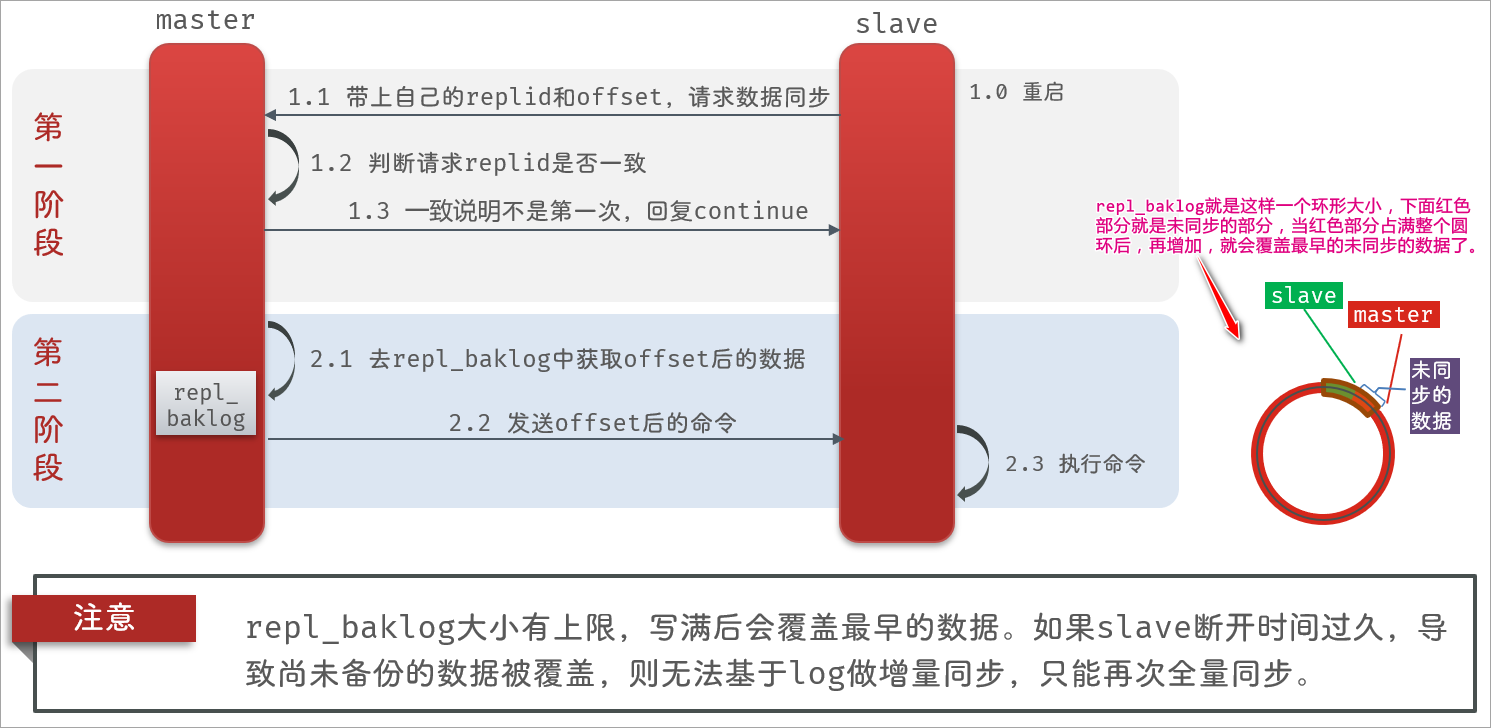 master
slave
第一阶段
1.0 重启
1.1 带上自己的replid和offset，请求数据同步
1.2 判断请求replid是否一致
1.3 一致说明不是第一次，回复continue
第二阶段
repl_
baklog
2.1 去repl_baklog中获取offset后的数据
2.2 发送offset后的命令
2.3 执行命令
repl_baklog就是这样一个环形大小，下面红色
部分就是未同步的部分，当红色部分占满整个圆
环后，再增加，就会覆盖最早的未同步的数据了。
slave
master
未同
步的
数据
注意
repl_baklog大小有上限，写满后会覆盖最早的数据。如果slave断开时间过久，导
致尚未备份的数据被覆盖，则无法基于log做增量同步，只能再次全量同步。